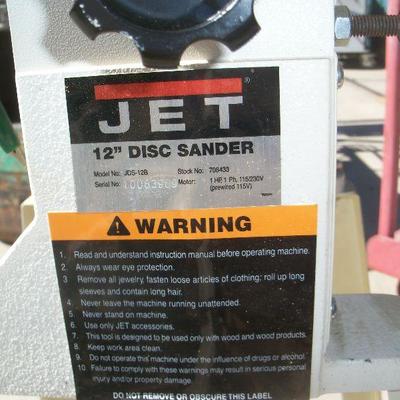 JET
12" DISC SANDER
Model No.: JDS-12B Stock No.: 708433
Serial No.: Motor: 1 HP, 1 Ph, 115/230V
(prewired 115V)
WARNING
1. Read and understand instruction manual before operating machine.
2. Always wear eye protection.
3 Remove all jewelry, fasten loose articles of clothing; roll up long
sleeves and contain long hair.
4. Never leave the machine running unattended.
5. Never stand on machine.
6. Use only JET accessories.
7. This tool is designed to be used only with wood and wood products.
8. Keep work area clean.
9. Do not operate this machine under the influence of drugs or alcohol.
10. Failure to comply with these warnings may result in serious personal
injury and/or property damage.
DO NOT REMOVE OR OBSCURE THIS LABEL